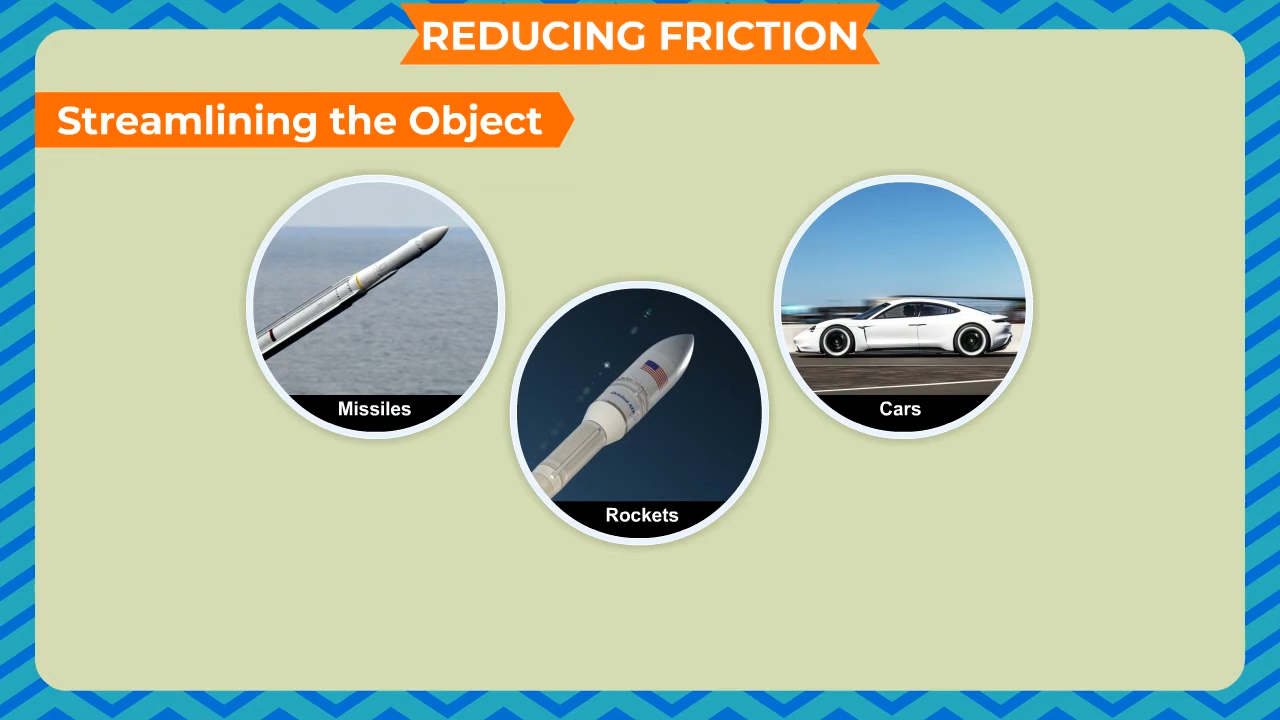 REDUCING FRICTION
Streamlining the Object
Missiles
Rockets
Cars